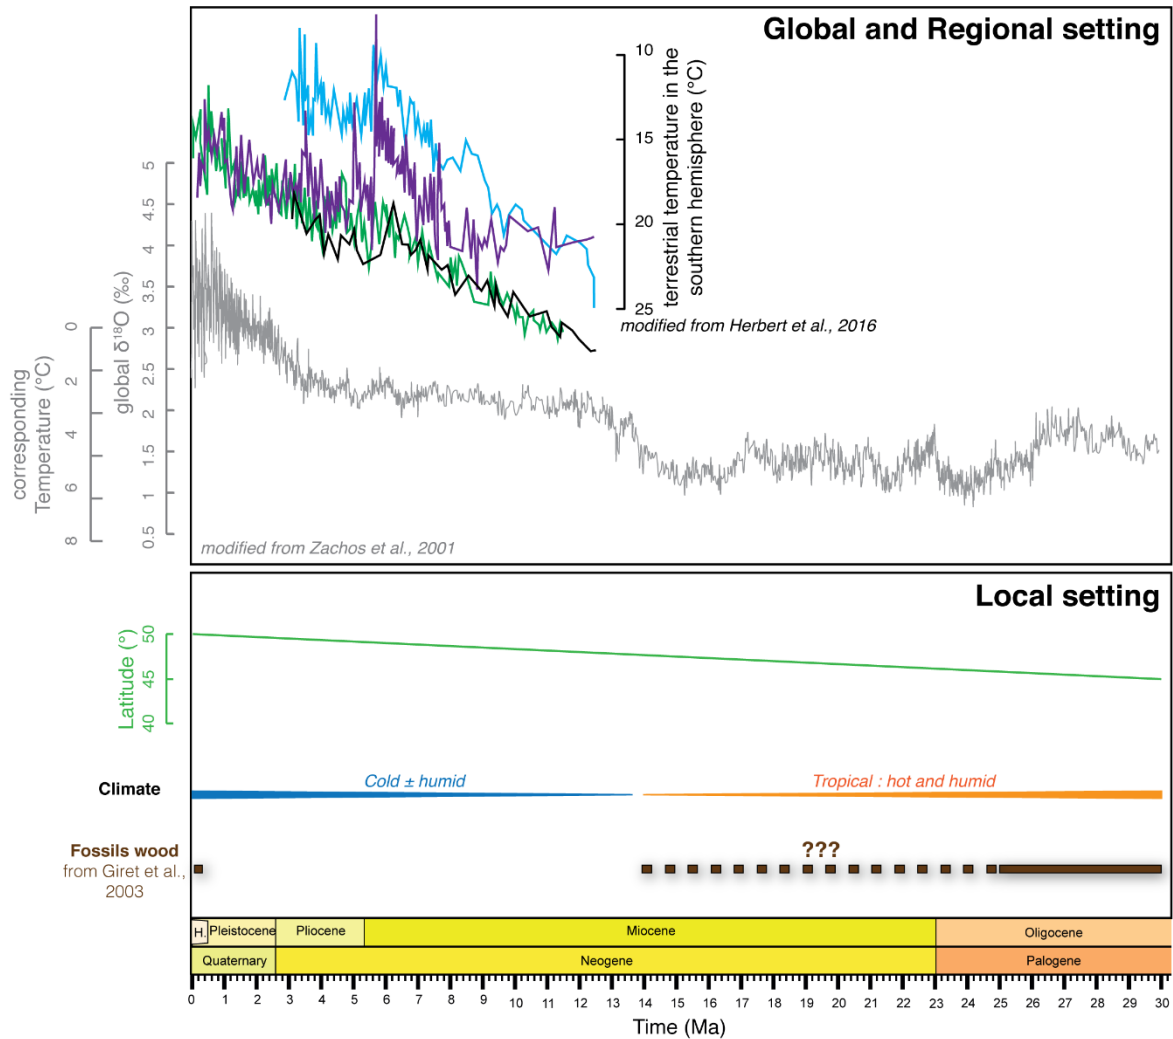 Global and Regional setting
10
15
20
25
terrestrial temperature in the
southern hemisphere (°C)
modified from Herbert et al., 2016
5
4.5
4
3.5
3
2.5
2
1.5
1
0.5
global δ18O (‰)
0
2
4
6
8
corresponding
Temperature (°C)
modified from Zachos et al., 2001
Local setting
50
45
40
Latitude (°)
Climate
Cold ± humid
Tropical : hot and humid
Fossils wood
from Giret et al.,
2003
???
H. Pleistocene Pliocene Miocene Oligocene
Quaternary Neogene Palogene
0 1 2 3 4 5 6 7 8 9 10 11 12 13 14 15 16 17 18 19 20 21 22 23 24 25 26 27 28 29 30
Time (Ma)